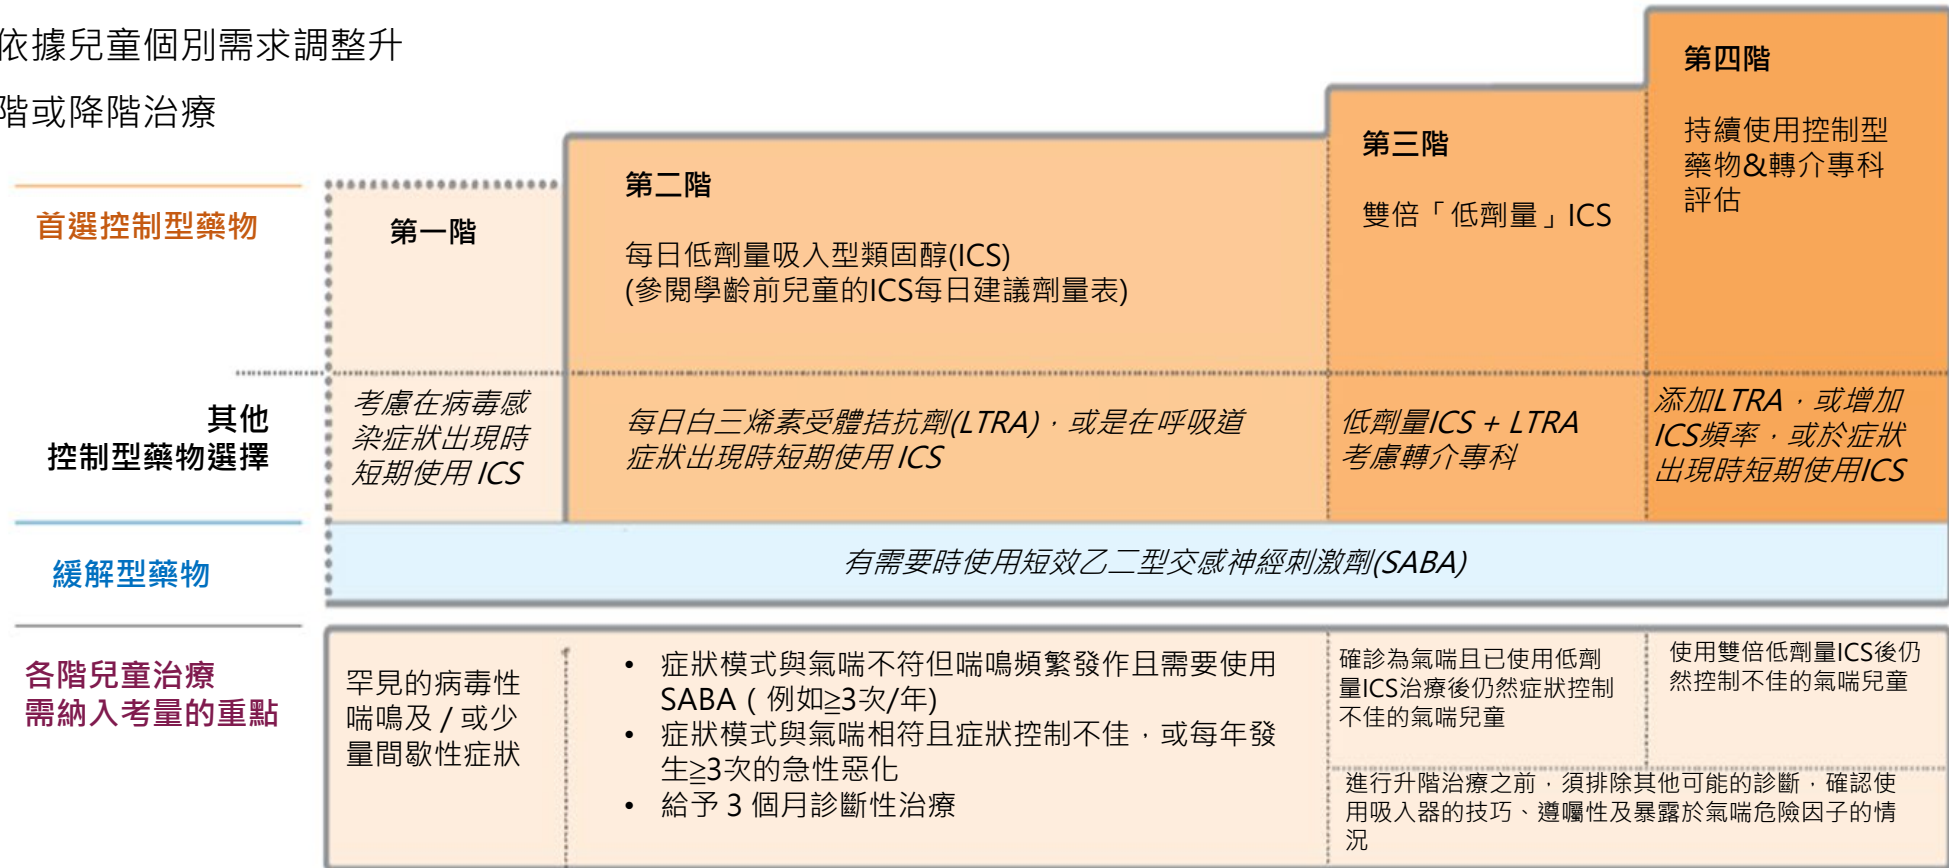 依據兒童個別需求調整升
階或降階治療
首選控制型藥物
第一階
第二階
每日低劑量吸入型類固醇(ICS)
(參閱學齡前兒童的ICS每日建議劑量表)
第三階
雙倍「低劑量」ICS
第四階
持續使用控制型
藥物&轉介專科
評估
其他
控制型藥物選擇
考慮在病毒感
染症狀出現時
短期使用 ICS
每日白三烯素受體拮抗劑(LTRA)，或是在呼吸道
症狀出現時短期使用 ICS
低劑量ICS + LTRA
考慮轉介專科
添加LTRA，或增加
ICS頻率，或於症狀
出現時短期使用ICS
緩解型藥物
有需要時使用短效乙二型交感神經刺激劑(SABA)
各階兒童治療
需納入考量的重點
罕見的病毒性
喘鳴及 / 或少
量間歇性症狀
• 症狀模式與氣喘不符但喘鳴頻繁發作且需要使用
SABA（例如≧3次/年)
• 症狀模式與氣喘相符且症狀控制不佳，或每年發
生≧3次的急性惡化
• 給予 3 個月診斷性治療
確診為氣喘且已使用低劑
量ICS治療後仍然症狀控制
不佳的氣喘兒童
使用雙倍低劑量ICS後仍
然控制不佳的氣喘兒童
進行升階治療之前，須排除其他可能的診斷，確認使
用吸入器的技巧、遵囑性及暴露於氣喘危險因子的情
況